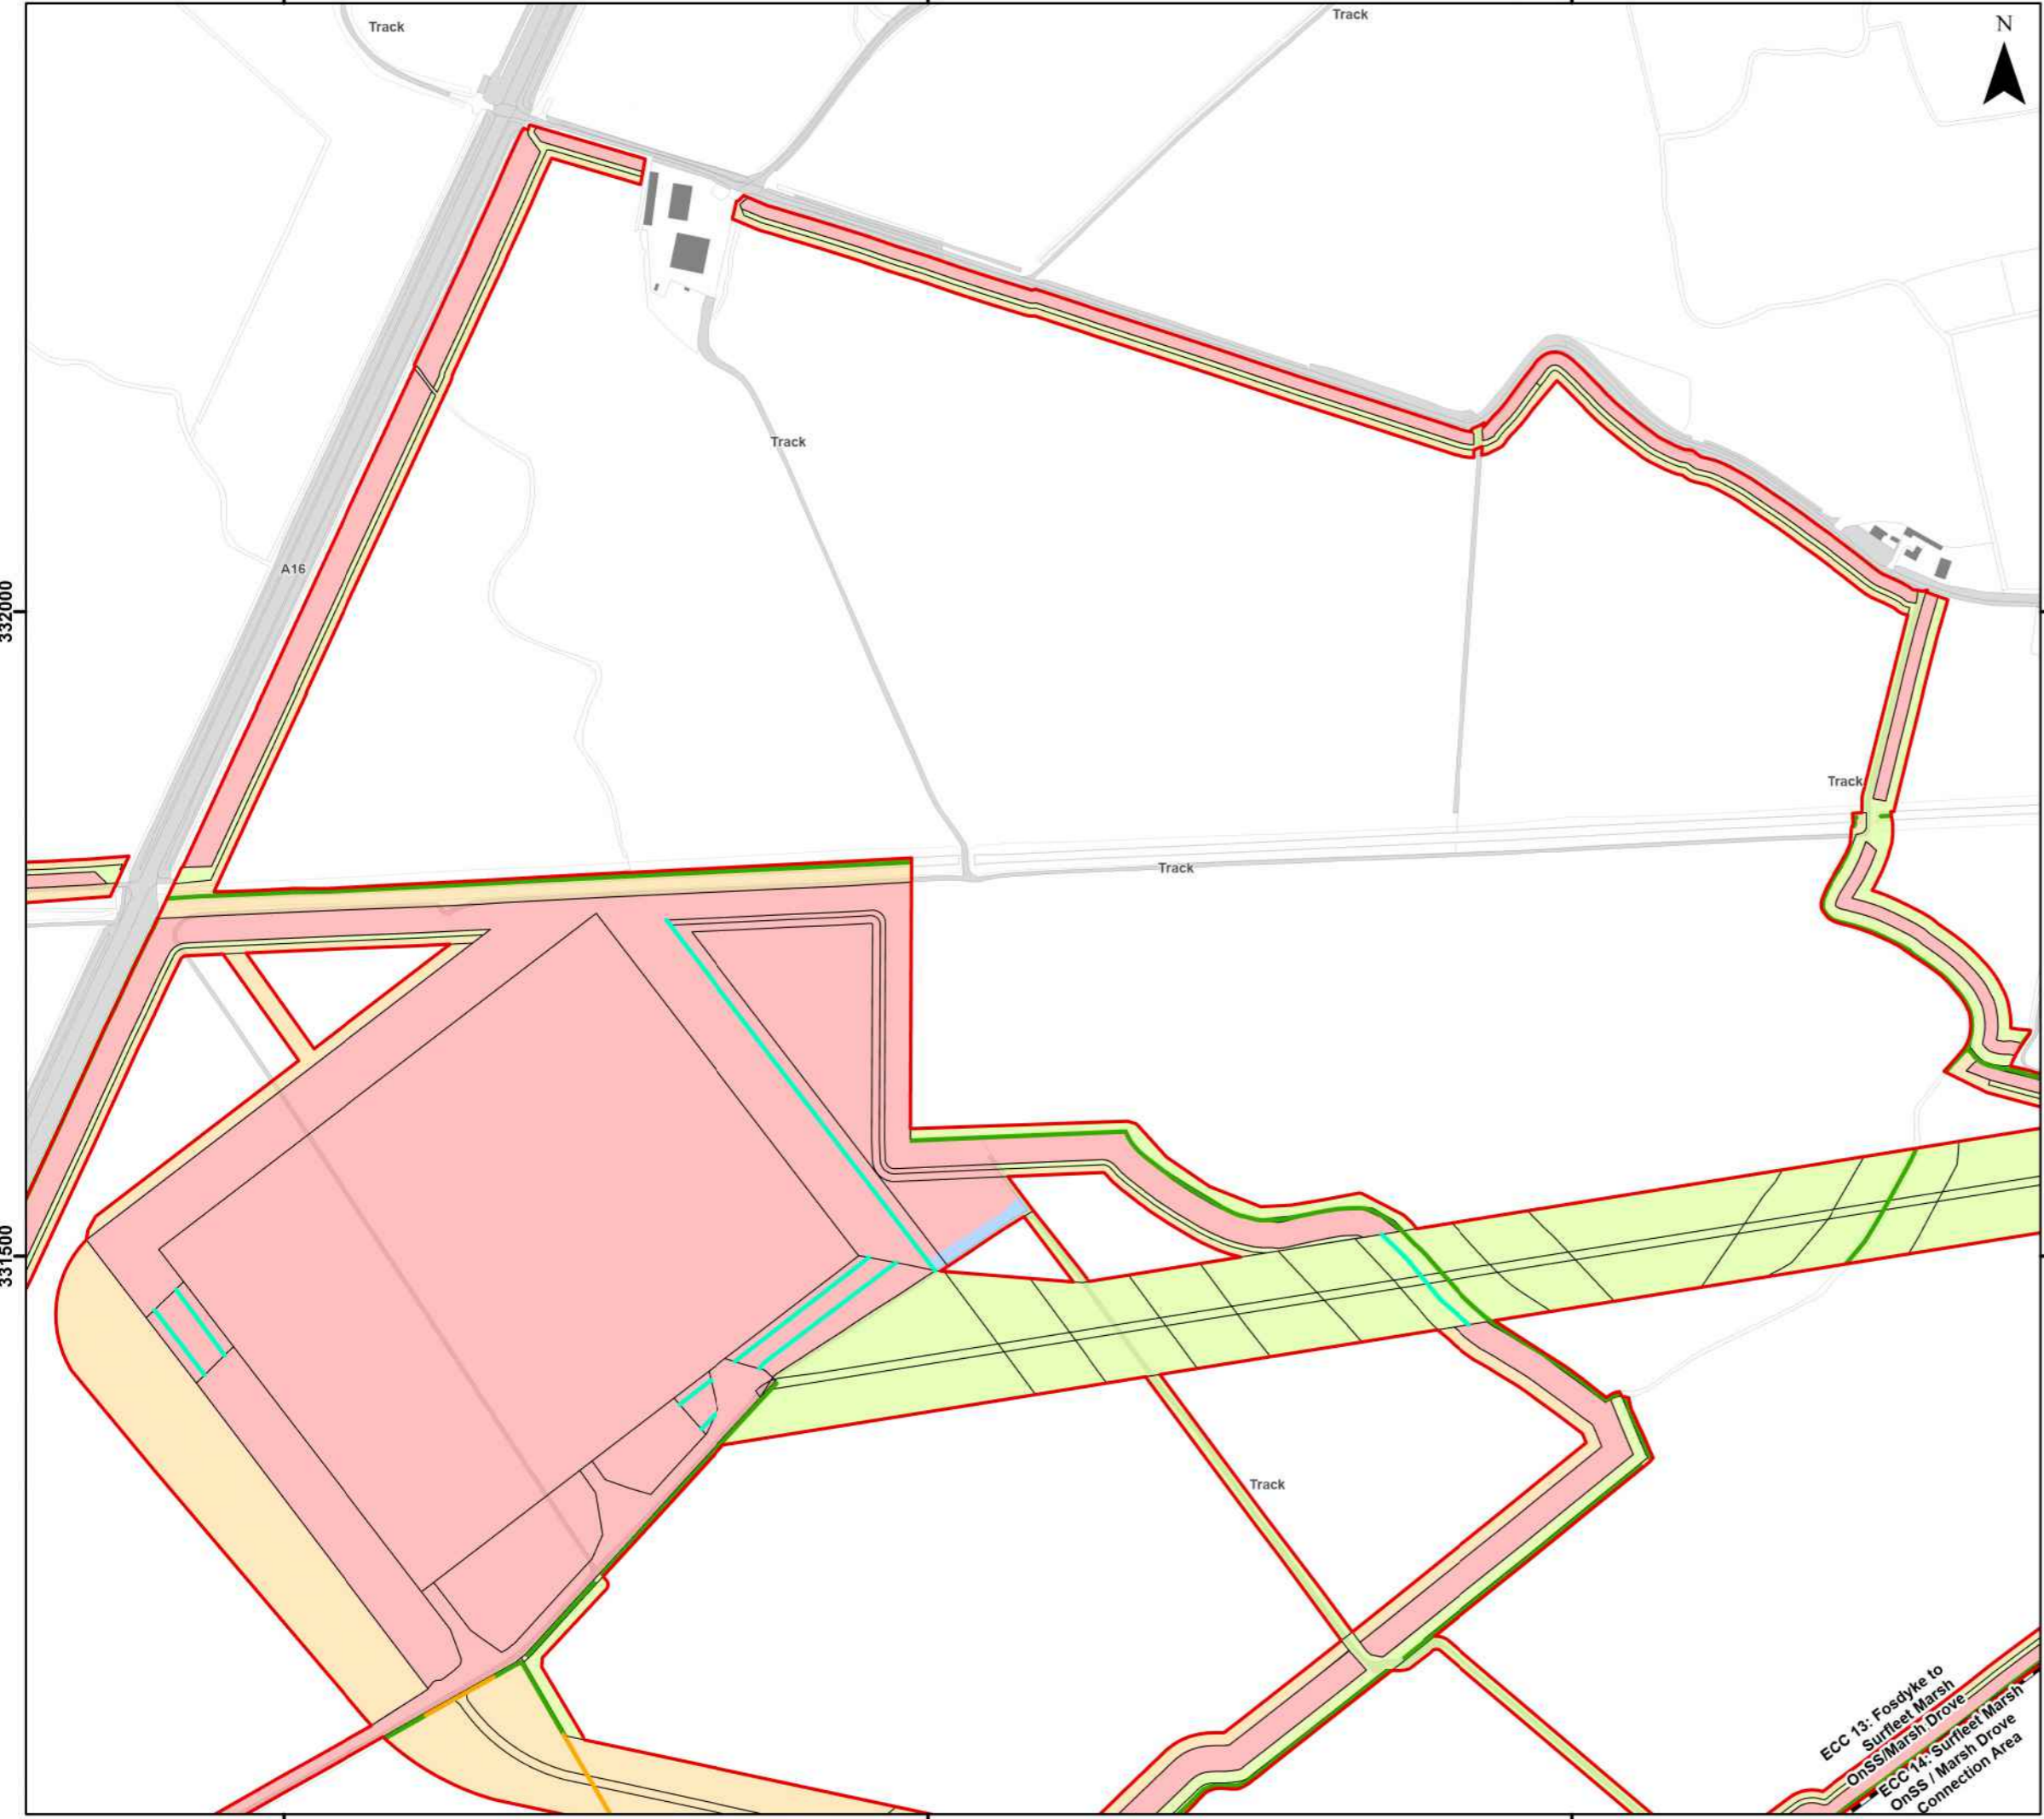 Track
Track
N
Track
A16
332000
Track
Track
331500
Track
ECC 13: Fosdyke to
Surfleet Marsh
OnSS/Marsh Drove
ECC 14: Surfleet Marsh
OnSS / Marsh Drove
Connection Area